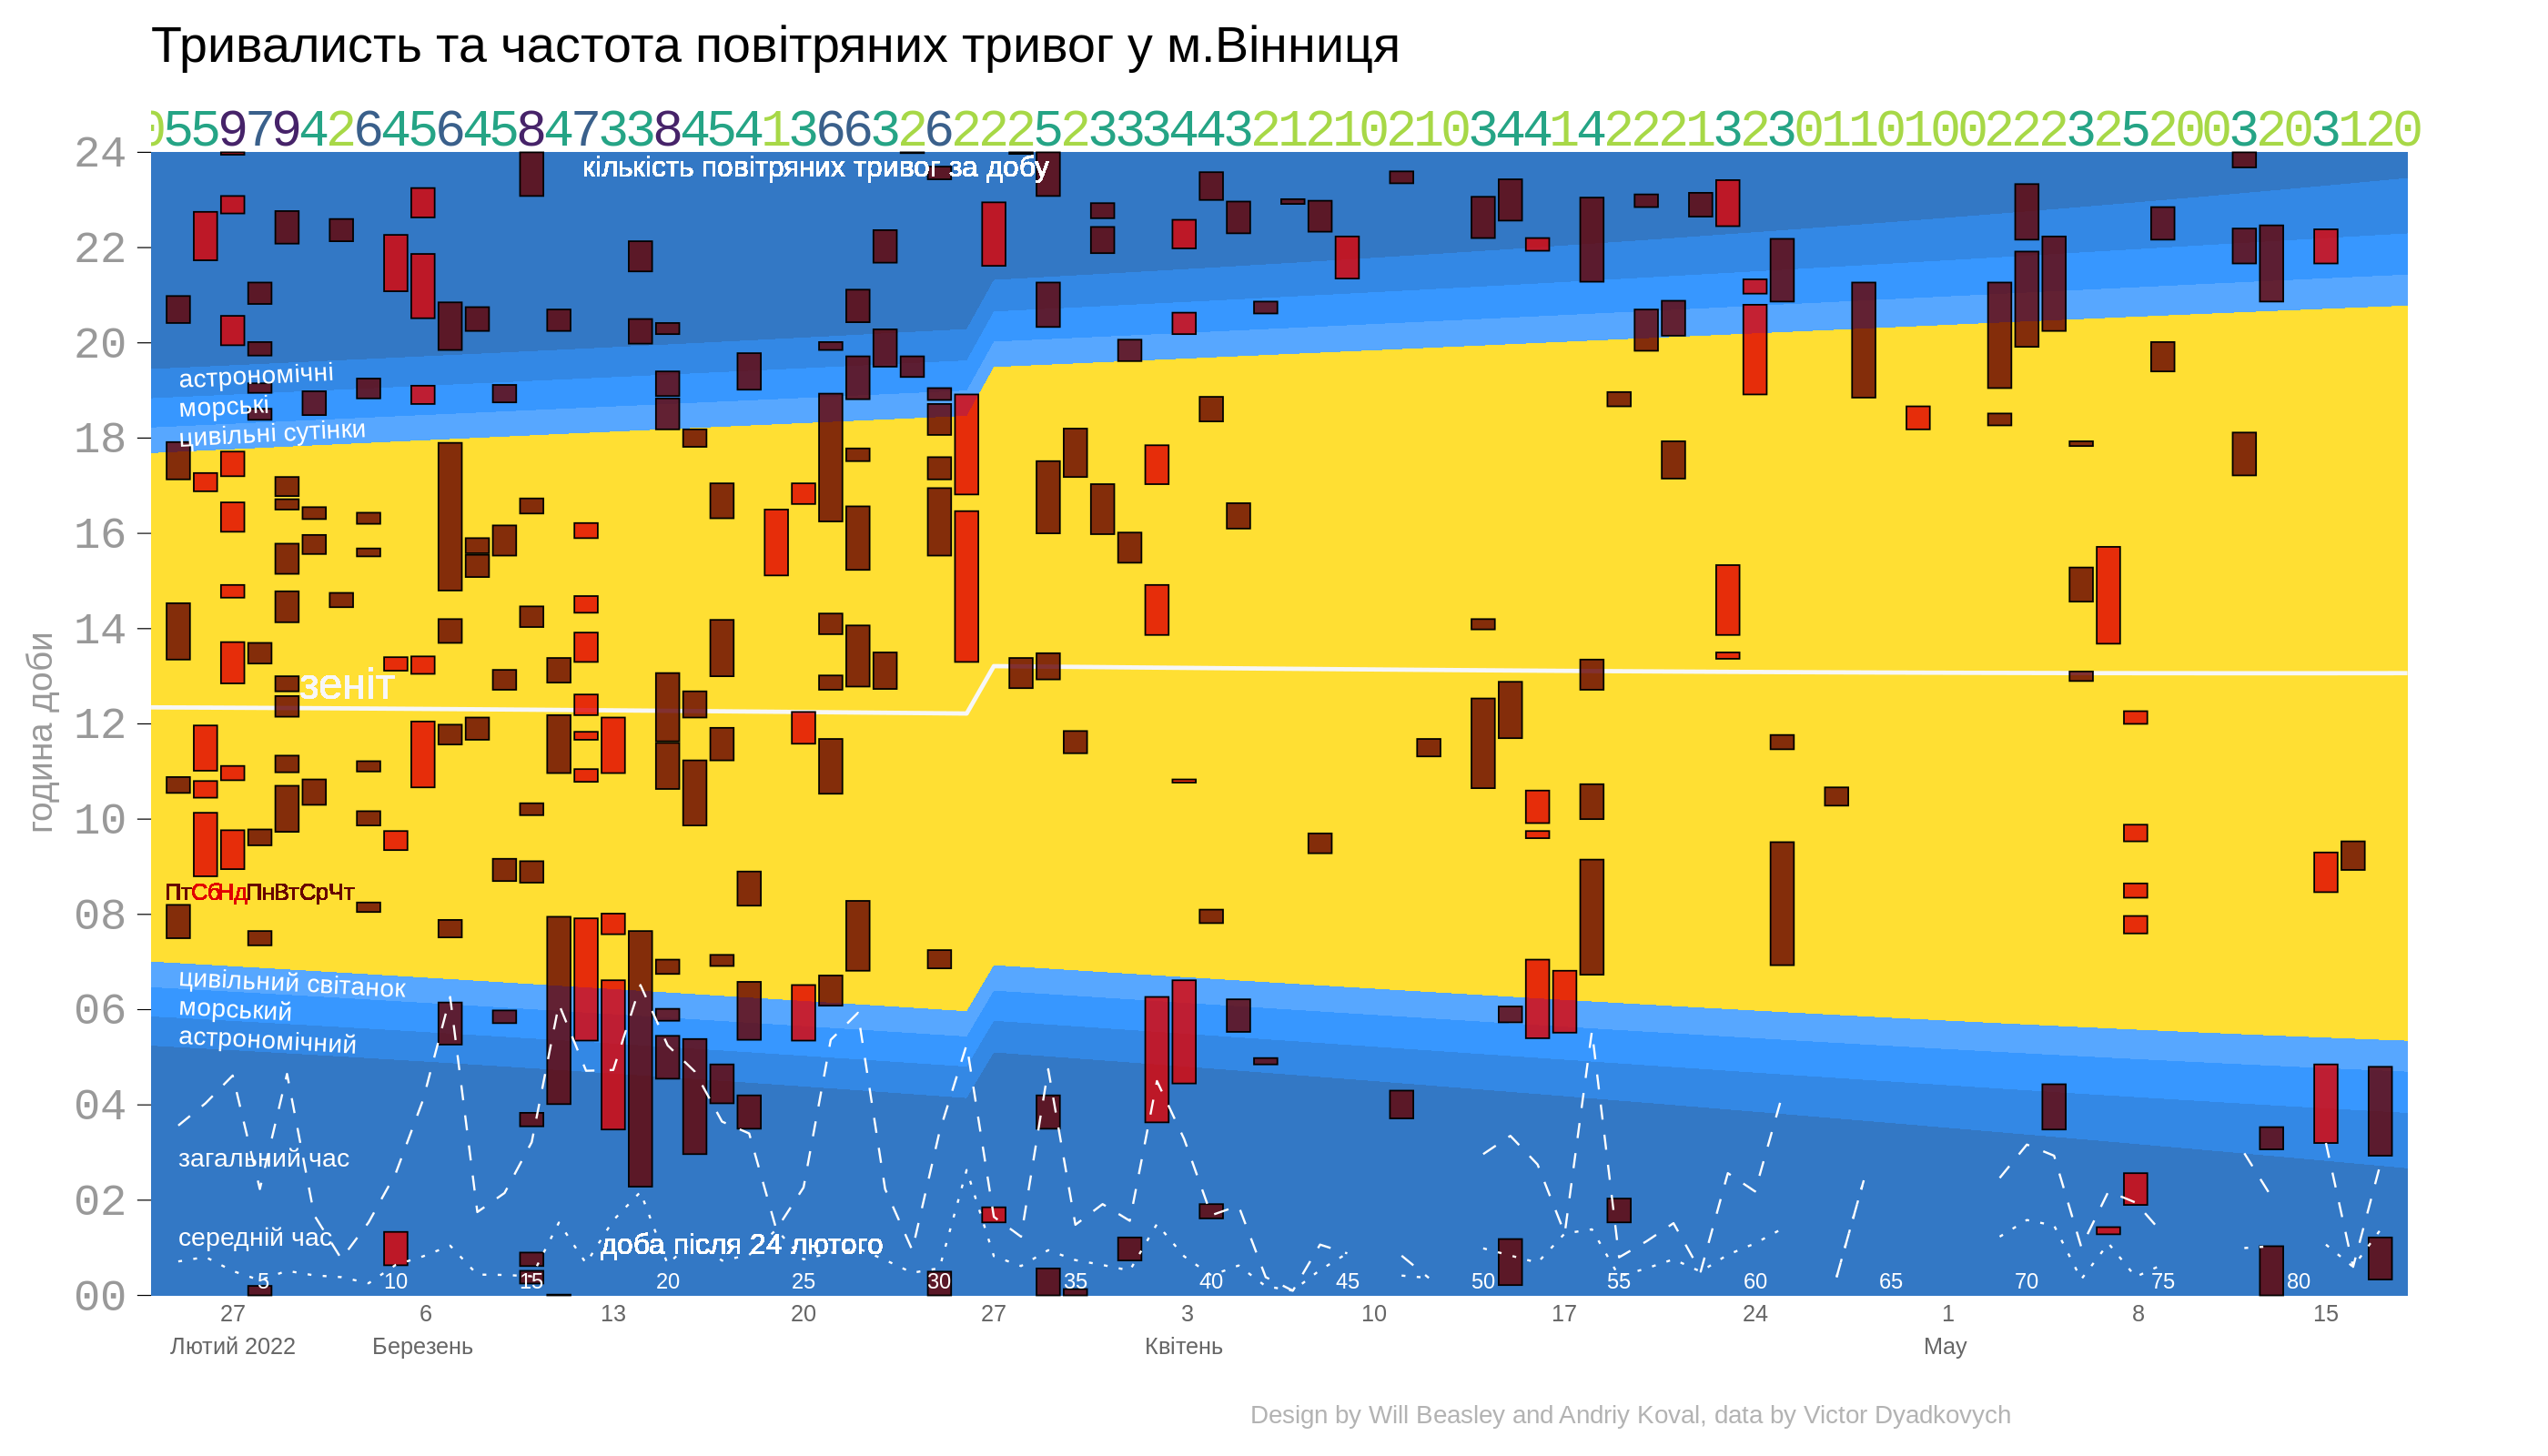 Тривалисть та частота повітряних тривог у м.Вінниця
05597979426456458473384541366326222523334432121021034414222132301101002223252003203120
кількість повітряних тривог за добу
24
22
20
18
16
14
12
10
08
06
04
02
00
година доби
астрономічні
морські
цивільні сутінки
зеніт
ПтСбНдПнВтСрЧт
цивільний світанок
морський
астрономічний
загальний час
середній час
доба після 24 лютого
5 10 15 20 25 30 35 40 45 50 55 60 65 70 75 80
27 6 13 20 27 3 10 17 24 1 8 15
Лютий 2022 Березень Квітень May
Design by Will Beasley and Andriy Koval, data by Victor Dyadkovych